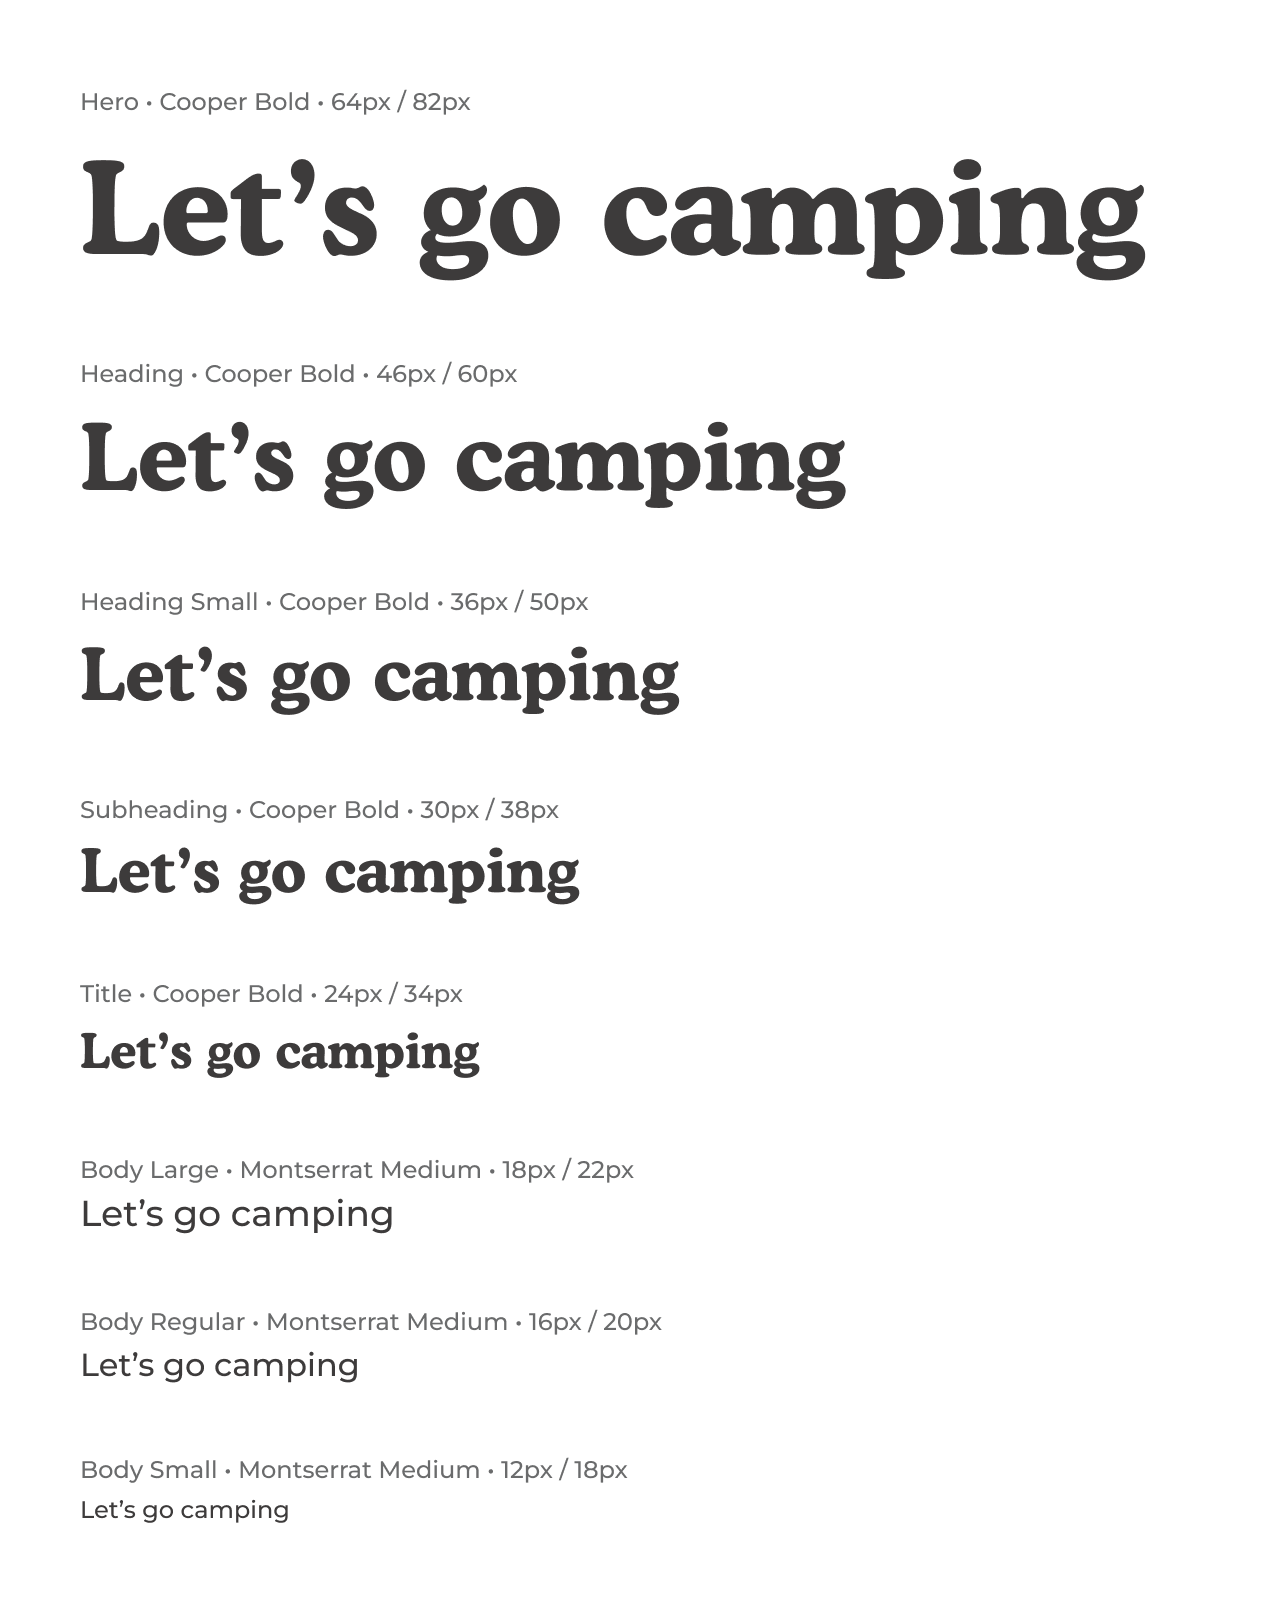 Hero • Cooper Bold • 64px / 82px
Let’s go camping
Heading • Cooper Bold • 46px / 60px
Let’s go camping
Heading Small • Cooper Bold • 36px / 50px
Let’s go camping
Subheading • Cooper Bold • 30px / 38px
Let’s go camping
Title • Cooper Bold • 24px / 34px
Let’s go camping
Body Large • Montserrat Medium • 18px / 22px
Let’s go camping
Body Regular • Montserrat Medium • 16px / 20px
Let’s go camping
Body Small • Montserrat Medium • 12px / 18px
Let’s go camping